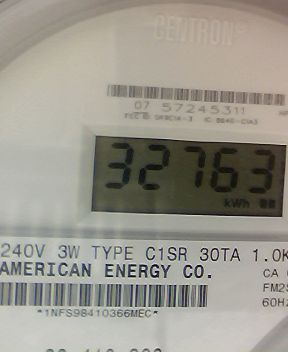 CENTRON®
07 57245311
32763
kWh
240V 3W TYPE C1SR 30TA 1.0K
AMERICAN ENERGY CO.
CA
FM2S
60Hz
*1NFS98410366MEC*